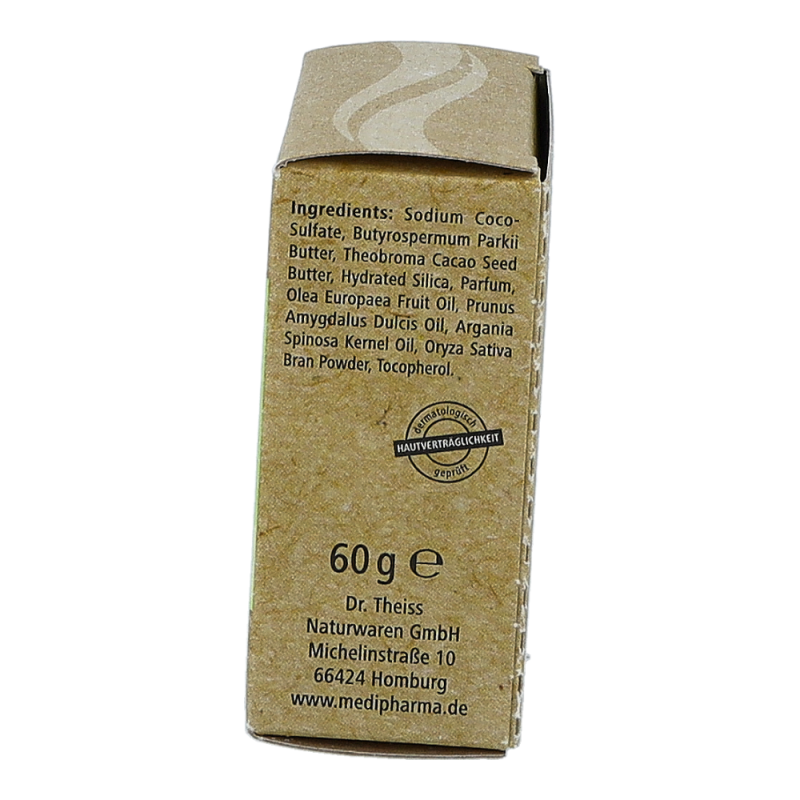 Ingredients: Sodium Coco-
Sulfate, Butyrospermum Parkii
Butter, Theobroma Cacao Seed
Butter, Hydrated Silica, Parfum,
Olea Europaea Fruit Oil, Prunus
Amygdalus Dulcis Oil, Argania
Spinosa Kernel Oil, Oryza Sativa
Bran Powder, Tocopherol.
dermatologisch
HAUTVERTRÄGLICHKEIT
geprüft
60 g ℮
Dr. Theiss
Naturwaren GmbH
Michelinstraße 10
66424 Homburg
www.medipharma.de